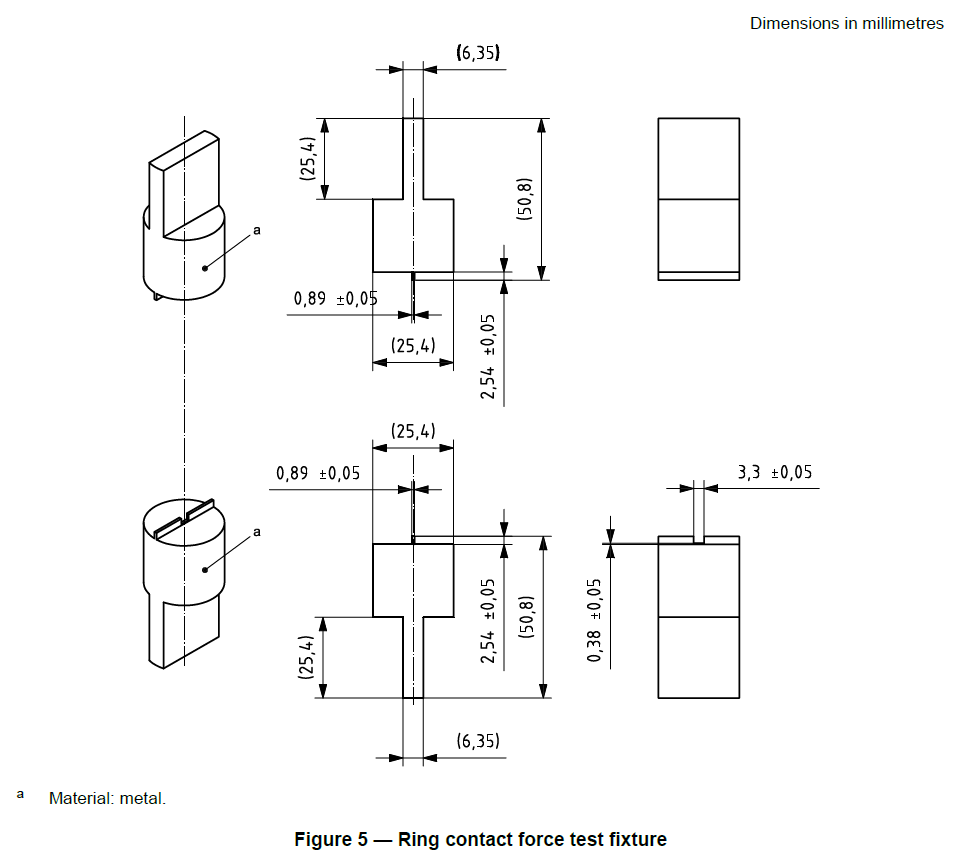 Dimensions in millimetres
(6,35)
(25,4)
(50,8)
a
0,89 ±0,05
(25,4)
2,54 ±0,05
(25,4)
0,89 ±0,05
3,3 ±0,05
a
2,54 ±0,05
(50,8)
0,38 ±0,05
(25,4)
(6,35)
a Material: metal.
Figure 5 — Ring contact force test fixture